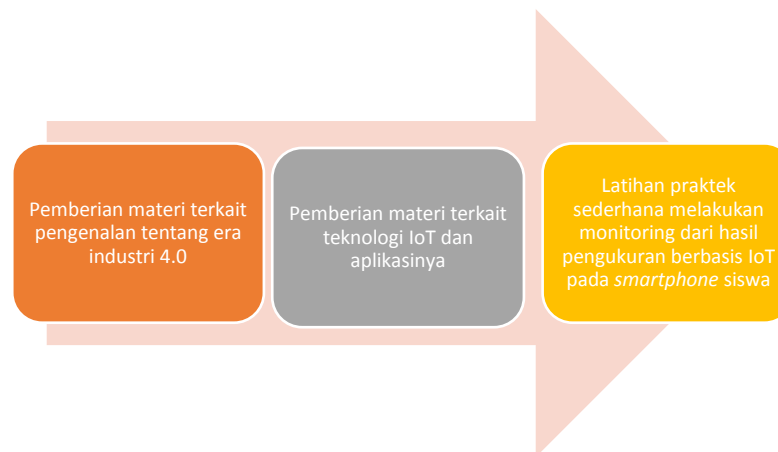 Pemberian materi terkait
pengenalan tentang era
industri 4.0
Pemberian materi terkait
teknologi IoT dan
aplikasinya
Latihan praktek
sederhana melakukan
monitoring dari hasil
pengukuran berbasis IoT
pada smartphone siswa